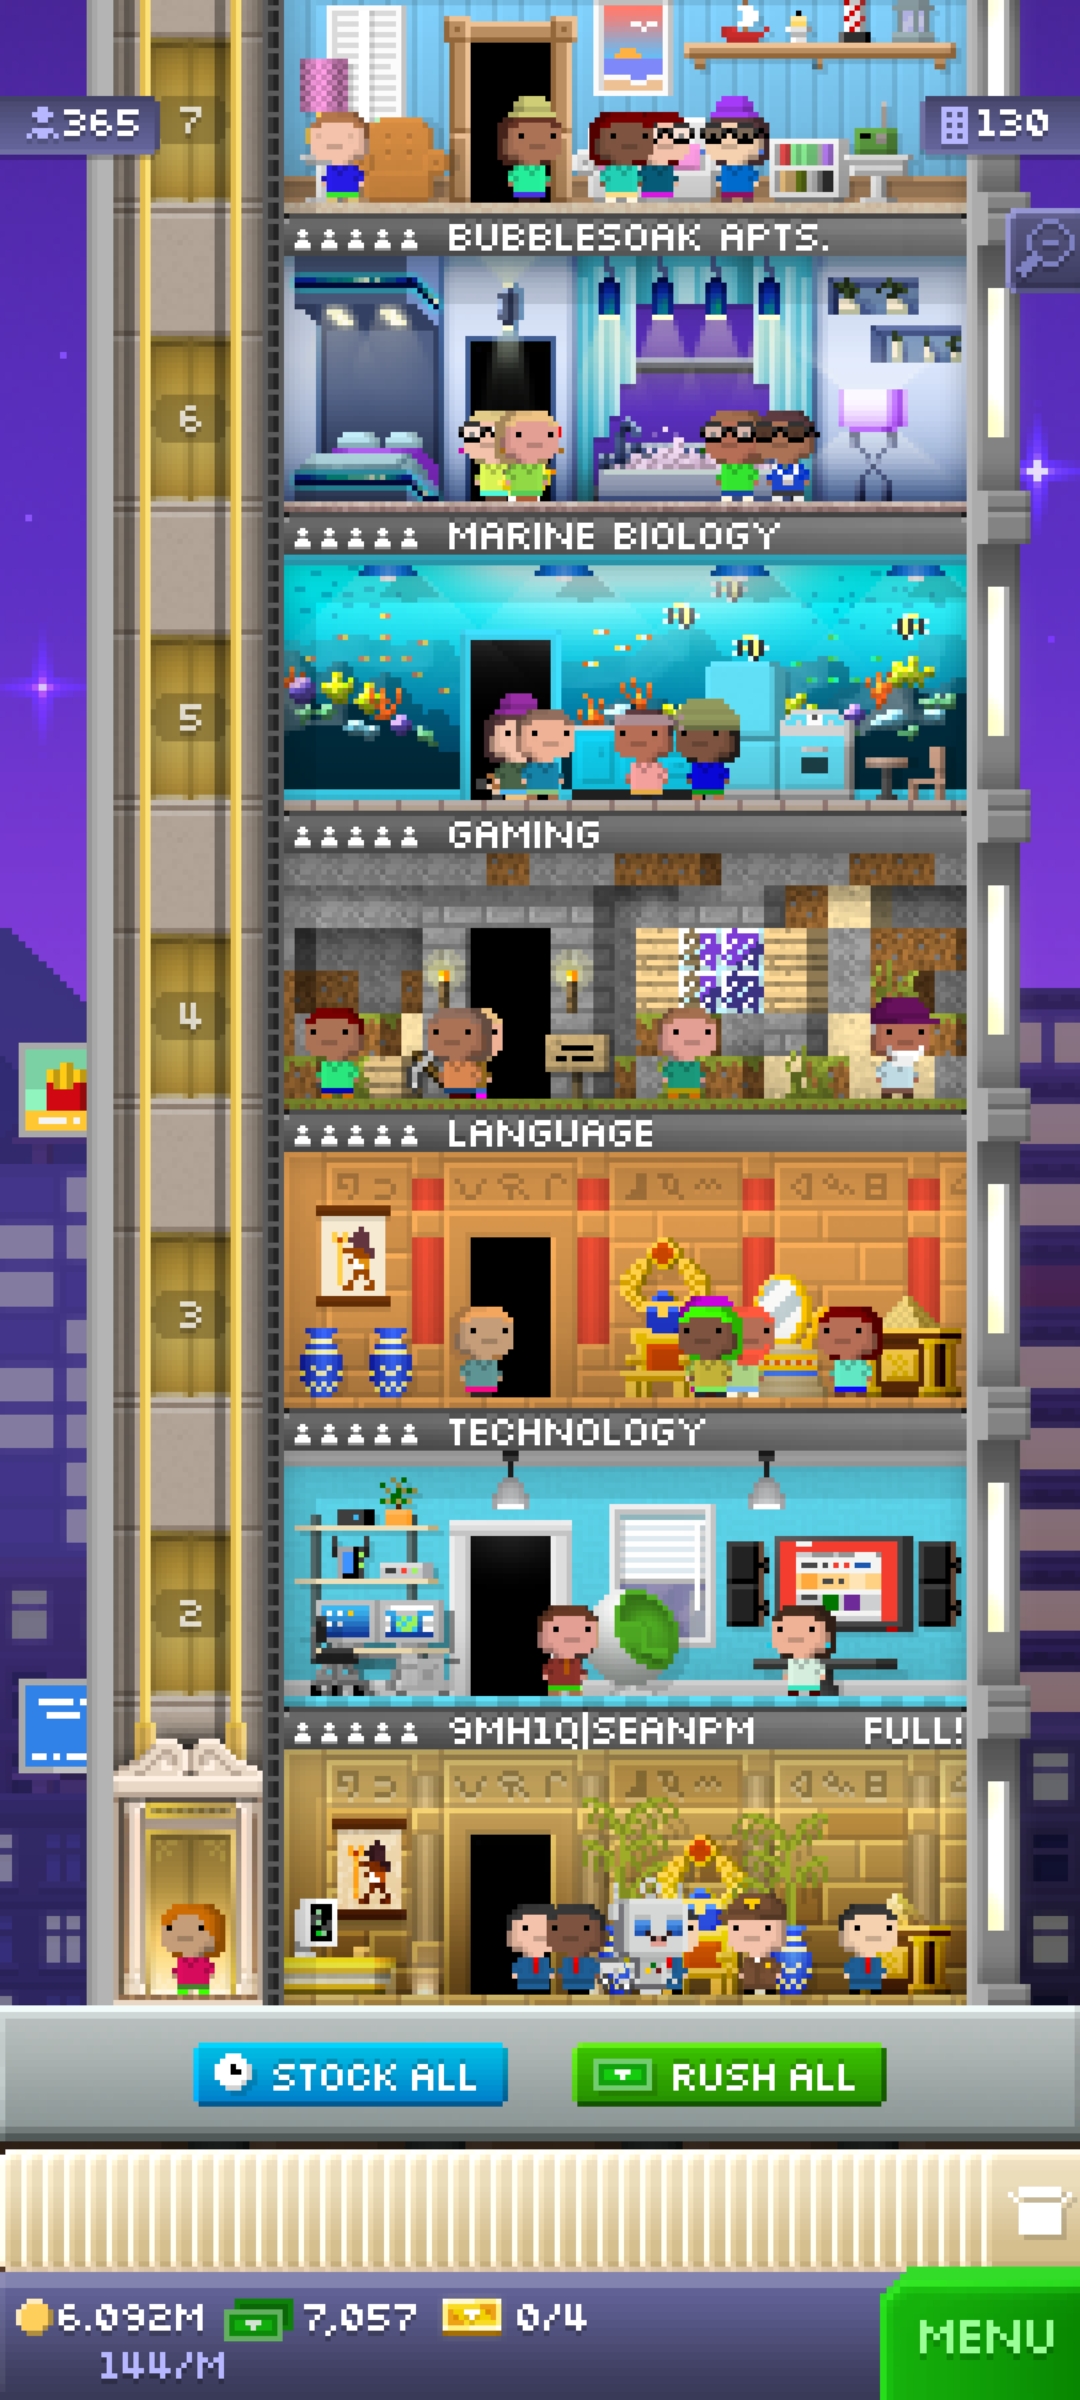 365
7
130
BUBBLESOAK APTS.
6
MARINE BIOLOGY
5
GAMING
4
LANGUAGE
3
TECHNOLOGY
2
9MH1Q|SEANPM FULL!
STOCK ALL
RUSH ALL
6.092M 7,057 0/4
144/M
MENU